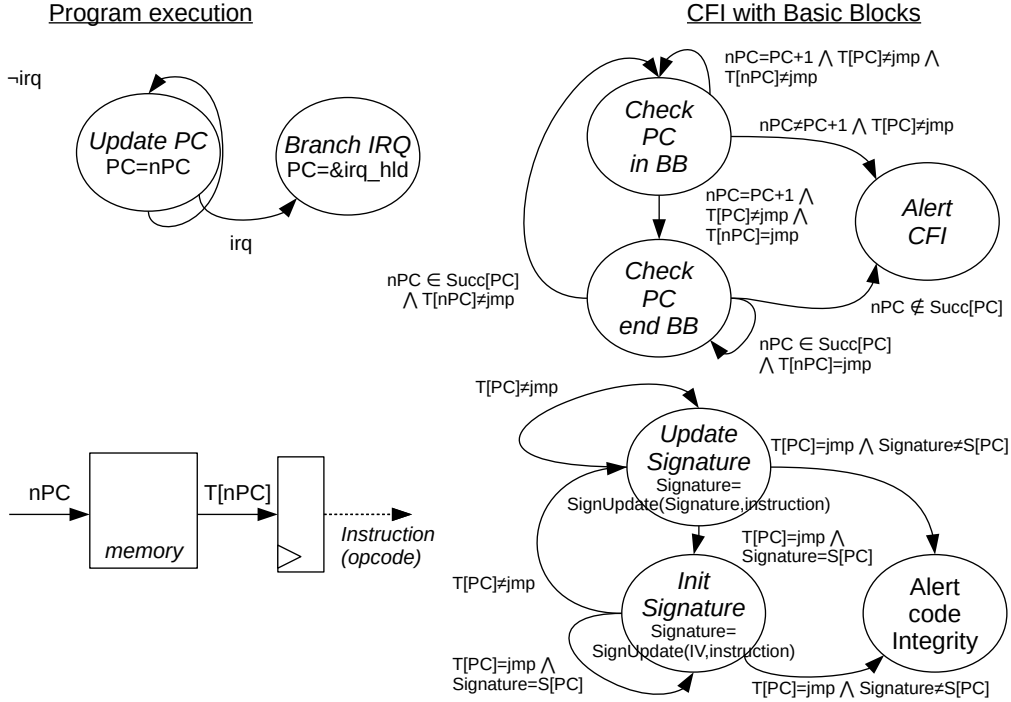 Program execution
¬irq
Update PC
PC=nPC
Branch IRQ
PC=&irq_hld
irq
nPC
memory
T[nPC]
Instruction
(opcode)
CFI with Basic Blocks
nPC=PC+1 ⋀ T[PC]≠jmp ⋀
T[nPC]≠jmp
Check
PC
in BB
nPC≠PC+1 ⋀ T[PC]≠jmp
nPC=PC+1 ⋀
T[PC]≠jmp ⋀
T[nPC]=jmp
Alert
CFI
nPC ∈ Succ[PC]
⋀ T[nPC]≠jmp
Check
PC
end BB
nPC ∉ Succ[PC]
nPC ∈ Succ[PC]
⋀ T[nPC]=jmp
T[PC]≠jmp
Update
Signature
Signature=
SignUpdate(Signature,instruction)
T[PC]=jmp ⋀ Signature≠S[PC]
T[PC]=jmp ⋀
Signature=S[PC]
T[PC]≠jmp
Init
Signature
Signature=
SignUpdate(IV,instruction)
Alert
code
Integrity
T[PC]=jmp ⋀
Signature=S[PC]
T[PC]=jmp ⋀ Signature≠S[PC]